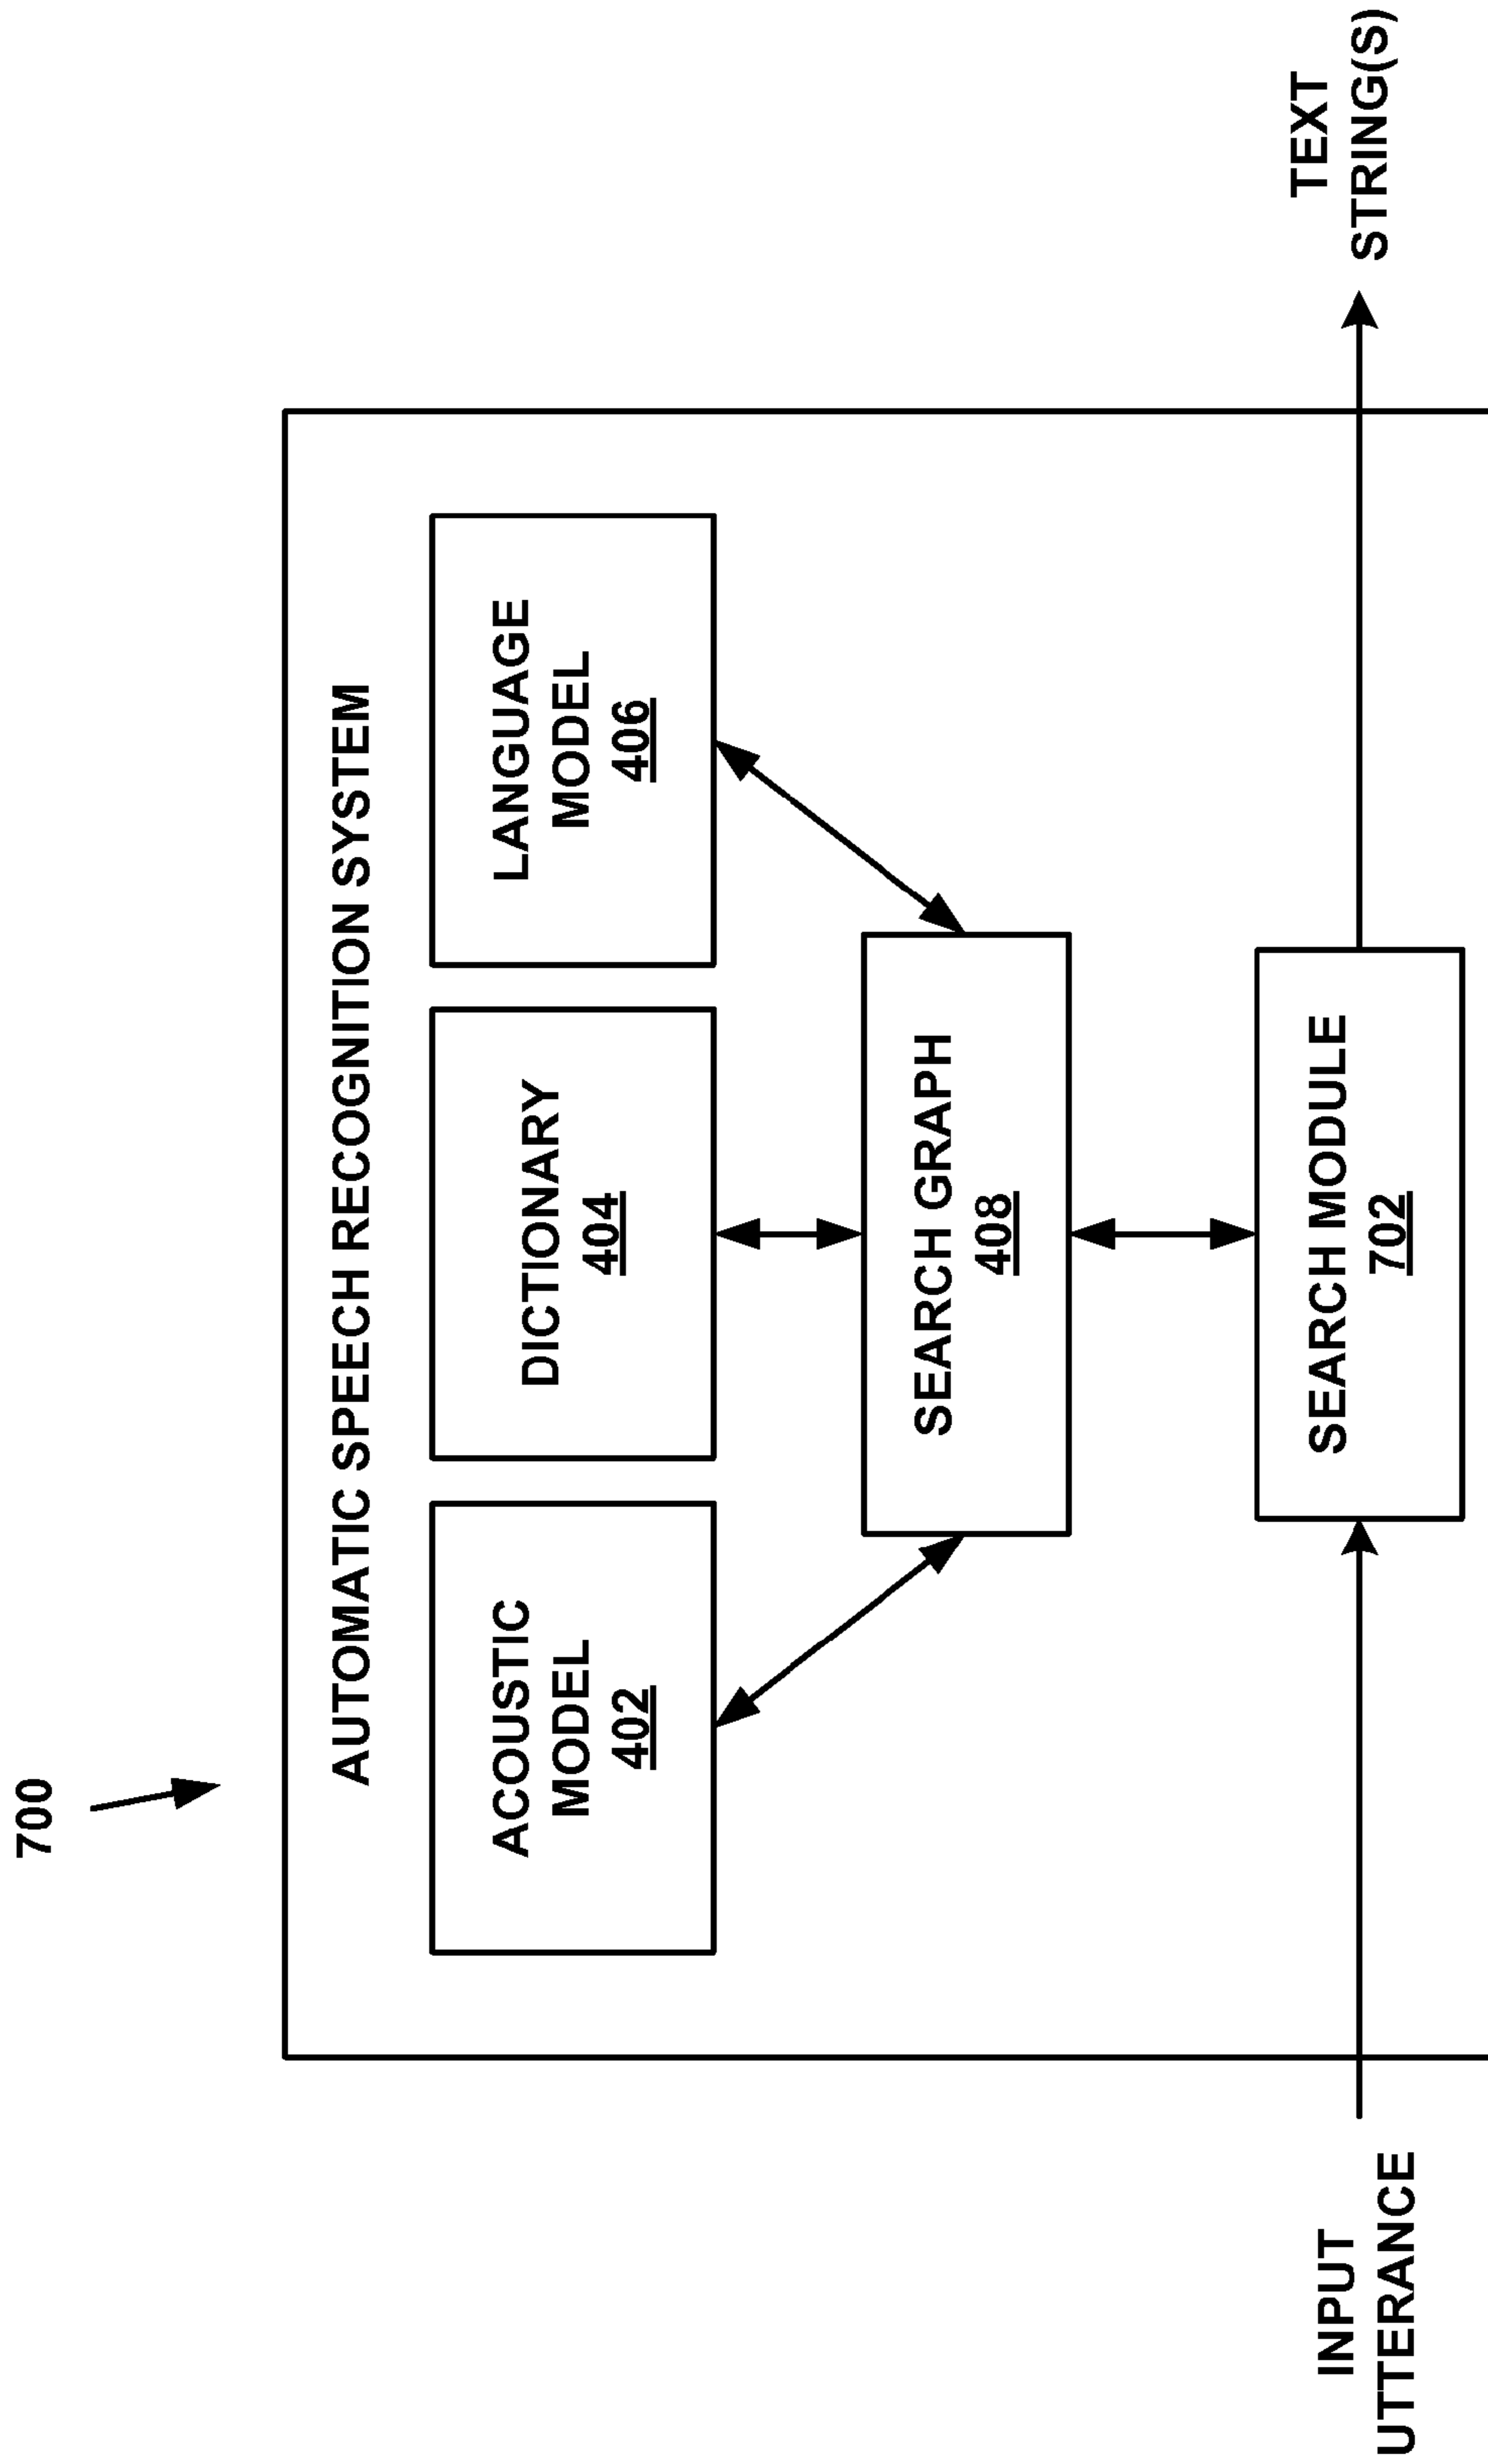 700
AUTOMATIC SPEECH RECOGNITION SYSTEM
ACOUSTIC
MODEL
402
DICTIONARY
404
LANGUAGE
MODEL
406
SEARCH GRAPH
408
SEARCH MODULE
702
INPUT
UTTERANCE
TEXT
STRING(S)